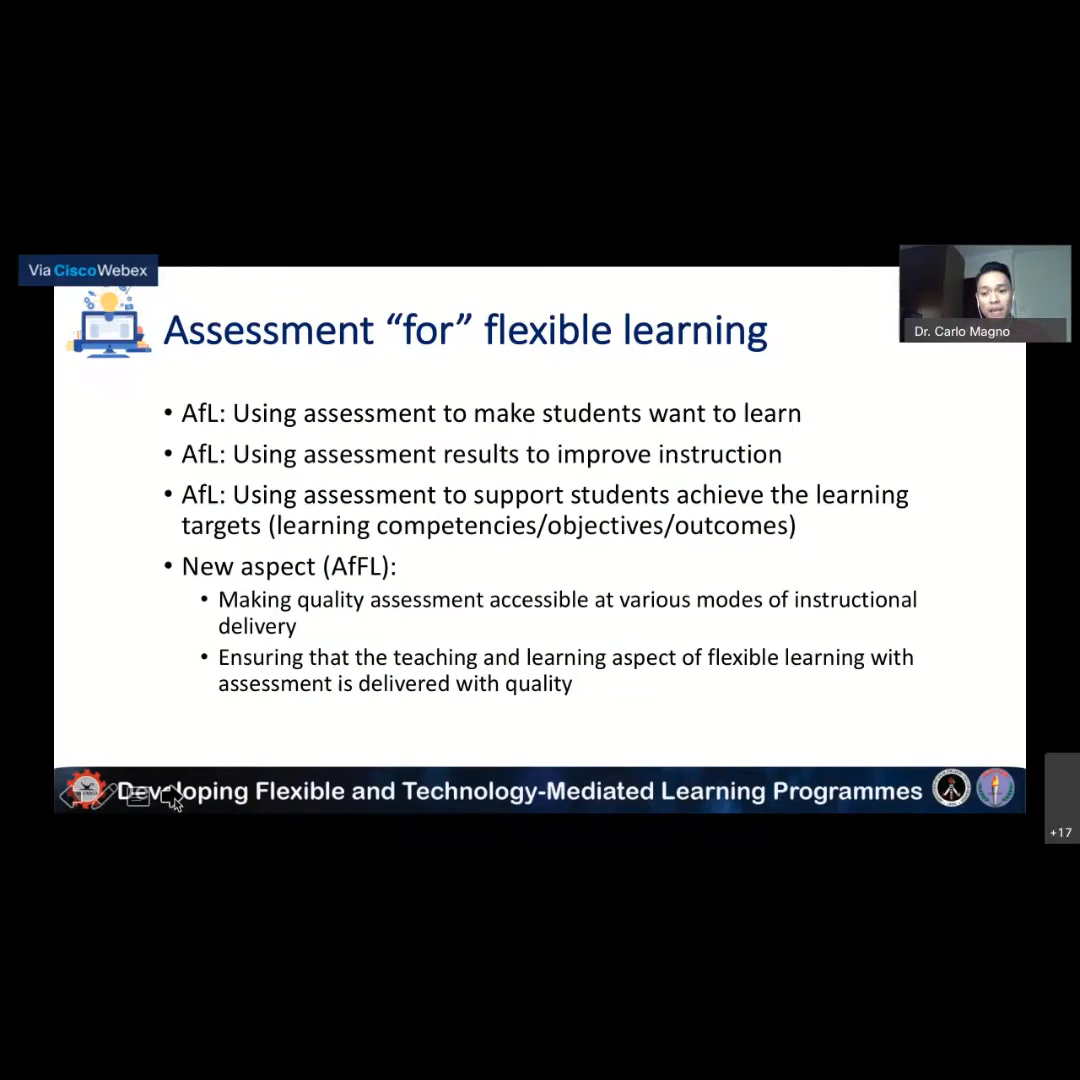 Via CiscoWebex
Dr. Carlo Magno
Assessment “for” flexible learning
• AfL: Using assessment to make students want to learn
• AfL: Using assessment results to improve instruction
• AfL: Using assessment to support students achieve the learning
targets (learning competencies/objectives/outcomes)
• New aspect (AfFL):
• Making quality assessment accessible at various modes of instructional
delivery
• Ensuring that the teaching and learning aspect of flexible learning with
assessment is delivered with quality
Developing Flexible and Technology-Mediated Learning Programmes
+17